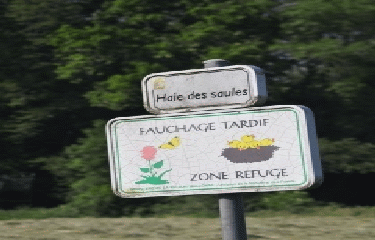 Haie des saules
FAUCHAGE TARDIF
ZONE REFUGE